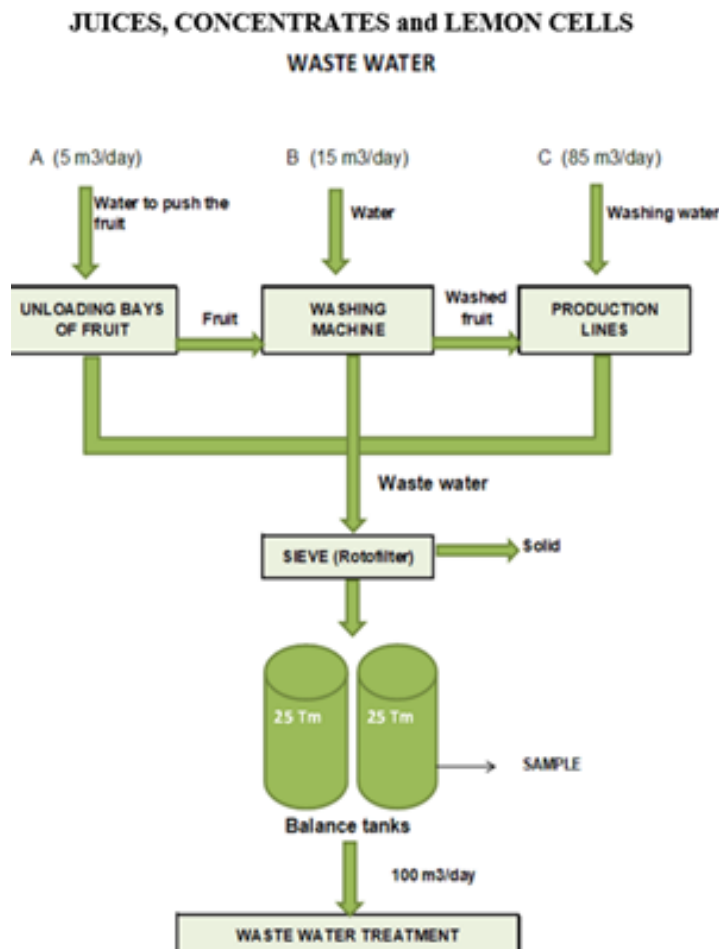 JUICES, CONCENTRATES and LEMON CELLS
WASTE WATER
A (5 m3/day)
B (15 m3/day)
C (85 m3/day)
Water to push the
fruit
Water
Washing water
UNLOADING BAYS
OF FRUIT
Fruit
WASHING
MACHINE
Washed
fruit
PRODUCTION
LINES
Waste water
SIEVE (Rotofilter)
Solid
25 Tm
25 Tm
SAMPLE
Balance tanks
100 m3/day
WASTE WATER TREATMENT